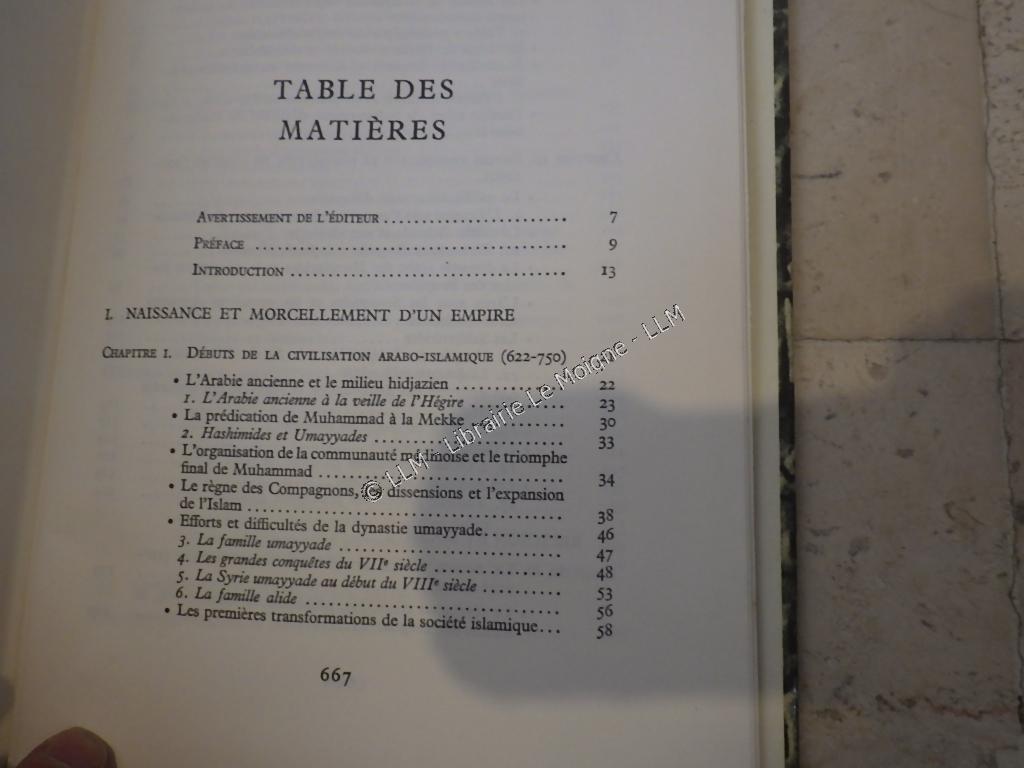 TABLE DES
MATIÈRES
AVERTISSEMENT DE L'ÉDITEUR ........................ 7
PRÉFACE ........................................ 9
INTRODUCTION .................................... 13
I. NAISSANCE ET MORCELLEMENT D'UN EMPIRE
CHAPITRE I. DÉBUTS DE LA CIVILISATION ARABO-ISLAMIQUE (622-750)
• L'Arabie ancienne et le milieu hidjazien .............. 22
1. L'Arabie ancienne à la veille de l'Hégire ............ 23
• La prédication de Muhammad à la Mekke ............ 30
2. Hashimides et Umayyades ........................ 33
• L'organisation de la communauté médinoise et le triomphe
final de Muhammad ................................ 34
• Le règne des Compagnons, les dissensions et l'expansion
de l'Islam ........................................ 38
• Efforts et difficultés de la dynastie umayyade.......... 46
3. La famille umayyade ............................ 47
4. Les grandes conquêtes du VIIe siècle ................ 48
5. La Syrie umayyade au début du VIIIe siècle .......... 53
6. La famille alide ................................ 56
• Les premières transformations de la société islamique... 58
667
© LLM - Librairie Le Moigne - LLM